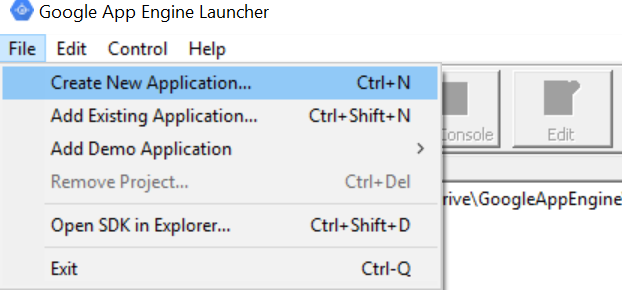 Google App Engine Launcher
File Edit Control Help
Create New Application... Ctrl+N
Add Existing Application... Ctrl+Shift+N
onsole Edit
Add Demo Application >
Remove Project... Ctrl+Del
rive\GoogleAppEngine
Open SDK in Explorer... Ctrl+Shift+D
Exit Ctrl-Q